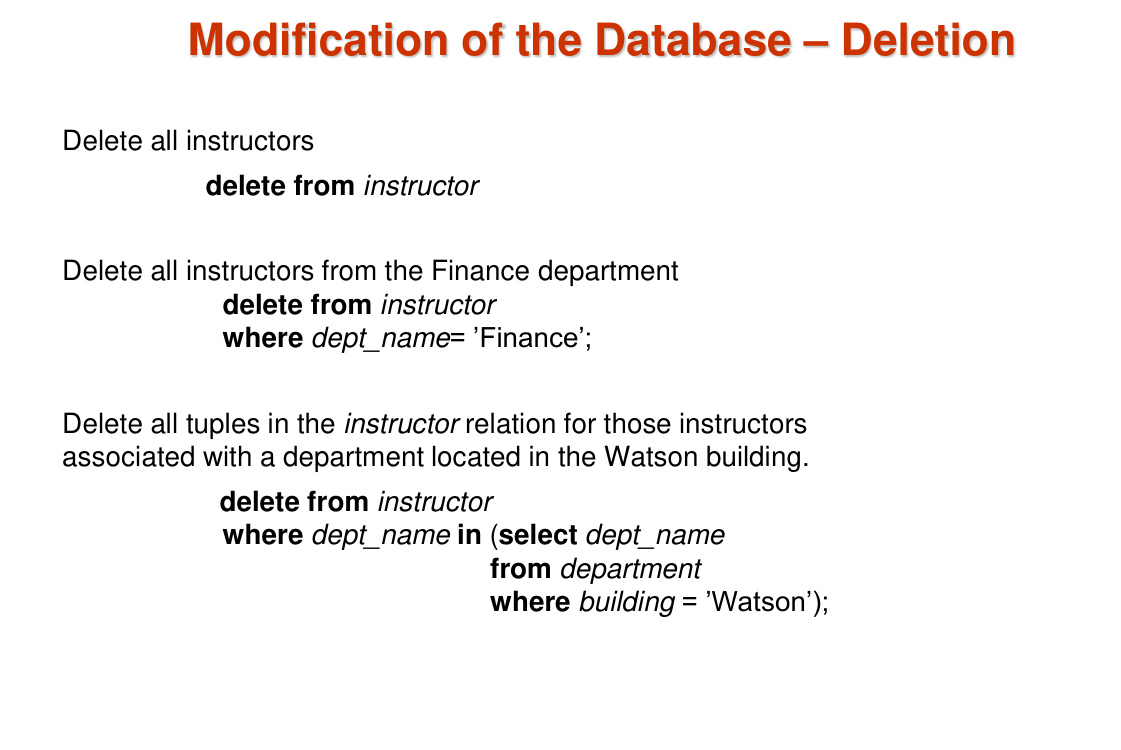 Modification of the Database – Deletion
Delete all instructors
delete from instructor
Delete all instructors from the Finance department
delete from instructor
where dept_name= ’Finance’;
Delete all tuples in the instructor relation for those instructors
associated with a department located in the Watson building.
delete from instructor
where dept_name in (select dept_name
from department
where building = ’Watson’);